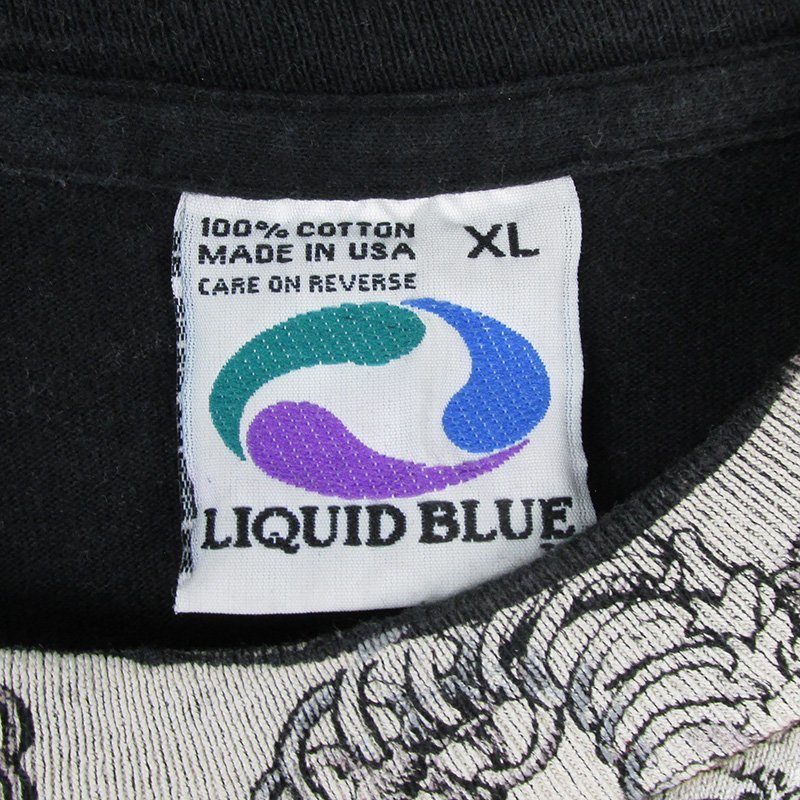 100% COTTON
MADE IN USA
XL
CARE ON REVERSE
LIQUID BLUE